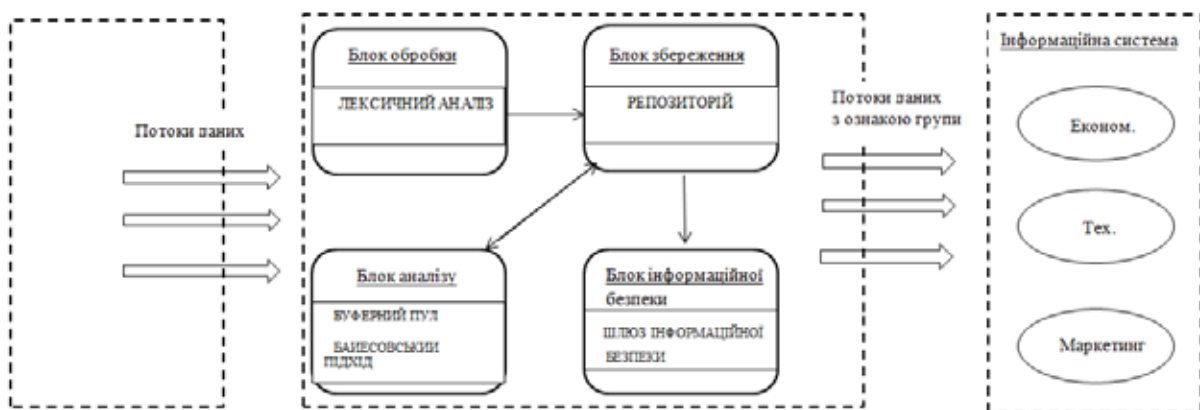 Потоки даних
Блок обробки
ЛЕКСИЧНИЙ АНАЛІЗ
Блок збереження
РЕПОЗИТОРІЙ
Блок аналізу
БУФЕРНИЙ ПУЛ
БАИЕСОВСЬКИИ
ПІДХІД
Блок інформаційної
безпеки
ШЛЮЗ ІНФОРМАЦІЙНОЇ
БЕЗПЕКИ
Потоки даних
з ознакою групи
Інформаційна система
Економ.
Тех.
Маркетинг